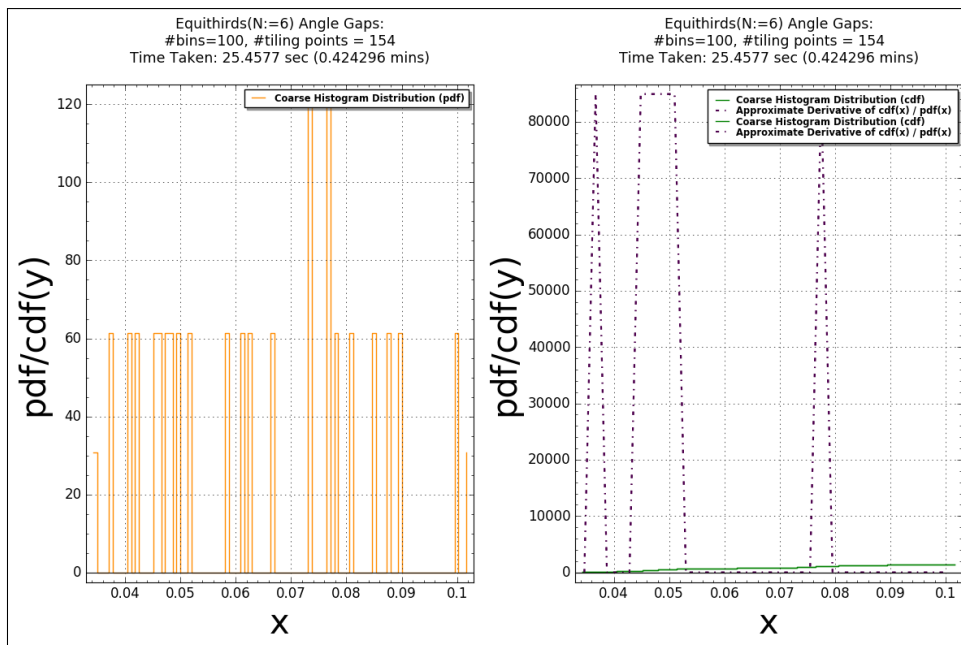 Equithirds(N:=6) Angle Gaps:
#bins=100, #tiling points = 154
Time Taken: 25.4577 sec (0.424296 mins)
Coarse Histogram Distribution (pdf)
pdf/cdf(y)
120
100
80
60
40
20
0
0.04
0.05
0.06
0.07
0.08
0.09
0.1
x
Equithirds(N:=6) Angle Gaps:
#bins=100, #tiling points = 154
Time Taken: 25.4577 sec (0.424296 mins)
Coarse Histogram Distribution (cdf)
Approximate Derivative of cdf(x) / pdf(x)
Coarse Histogram Distribution (cdf)
Approximate Derivative of cdf(x) / pdf(x)
pdf/cdf(y)
80000
70000
60000
50000
40000
30000
20000
10000
0
0.04
0.05
0.06
0.07
0.08
0.09
0.1
x